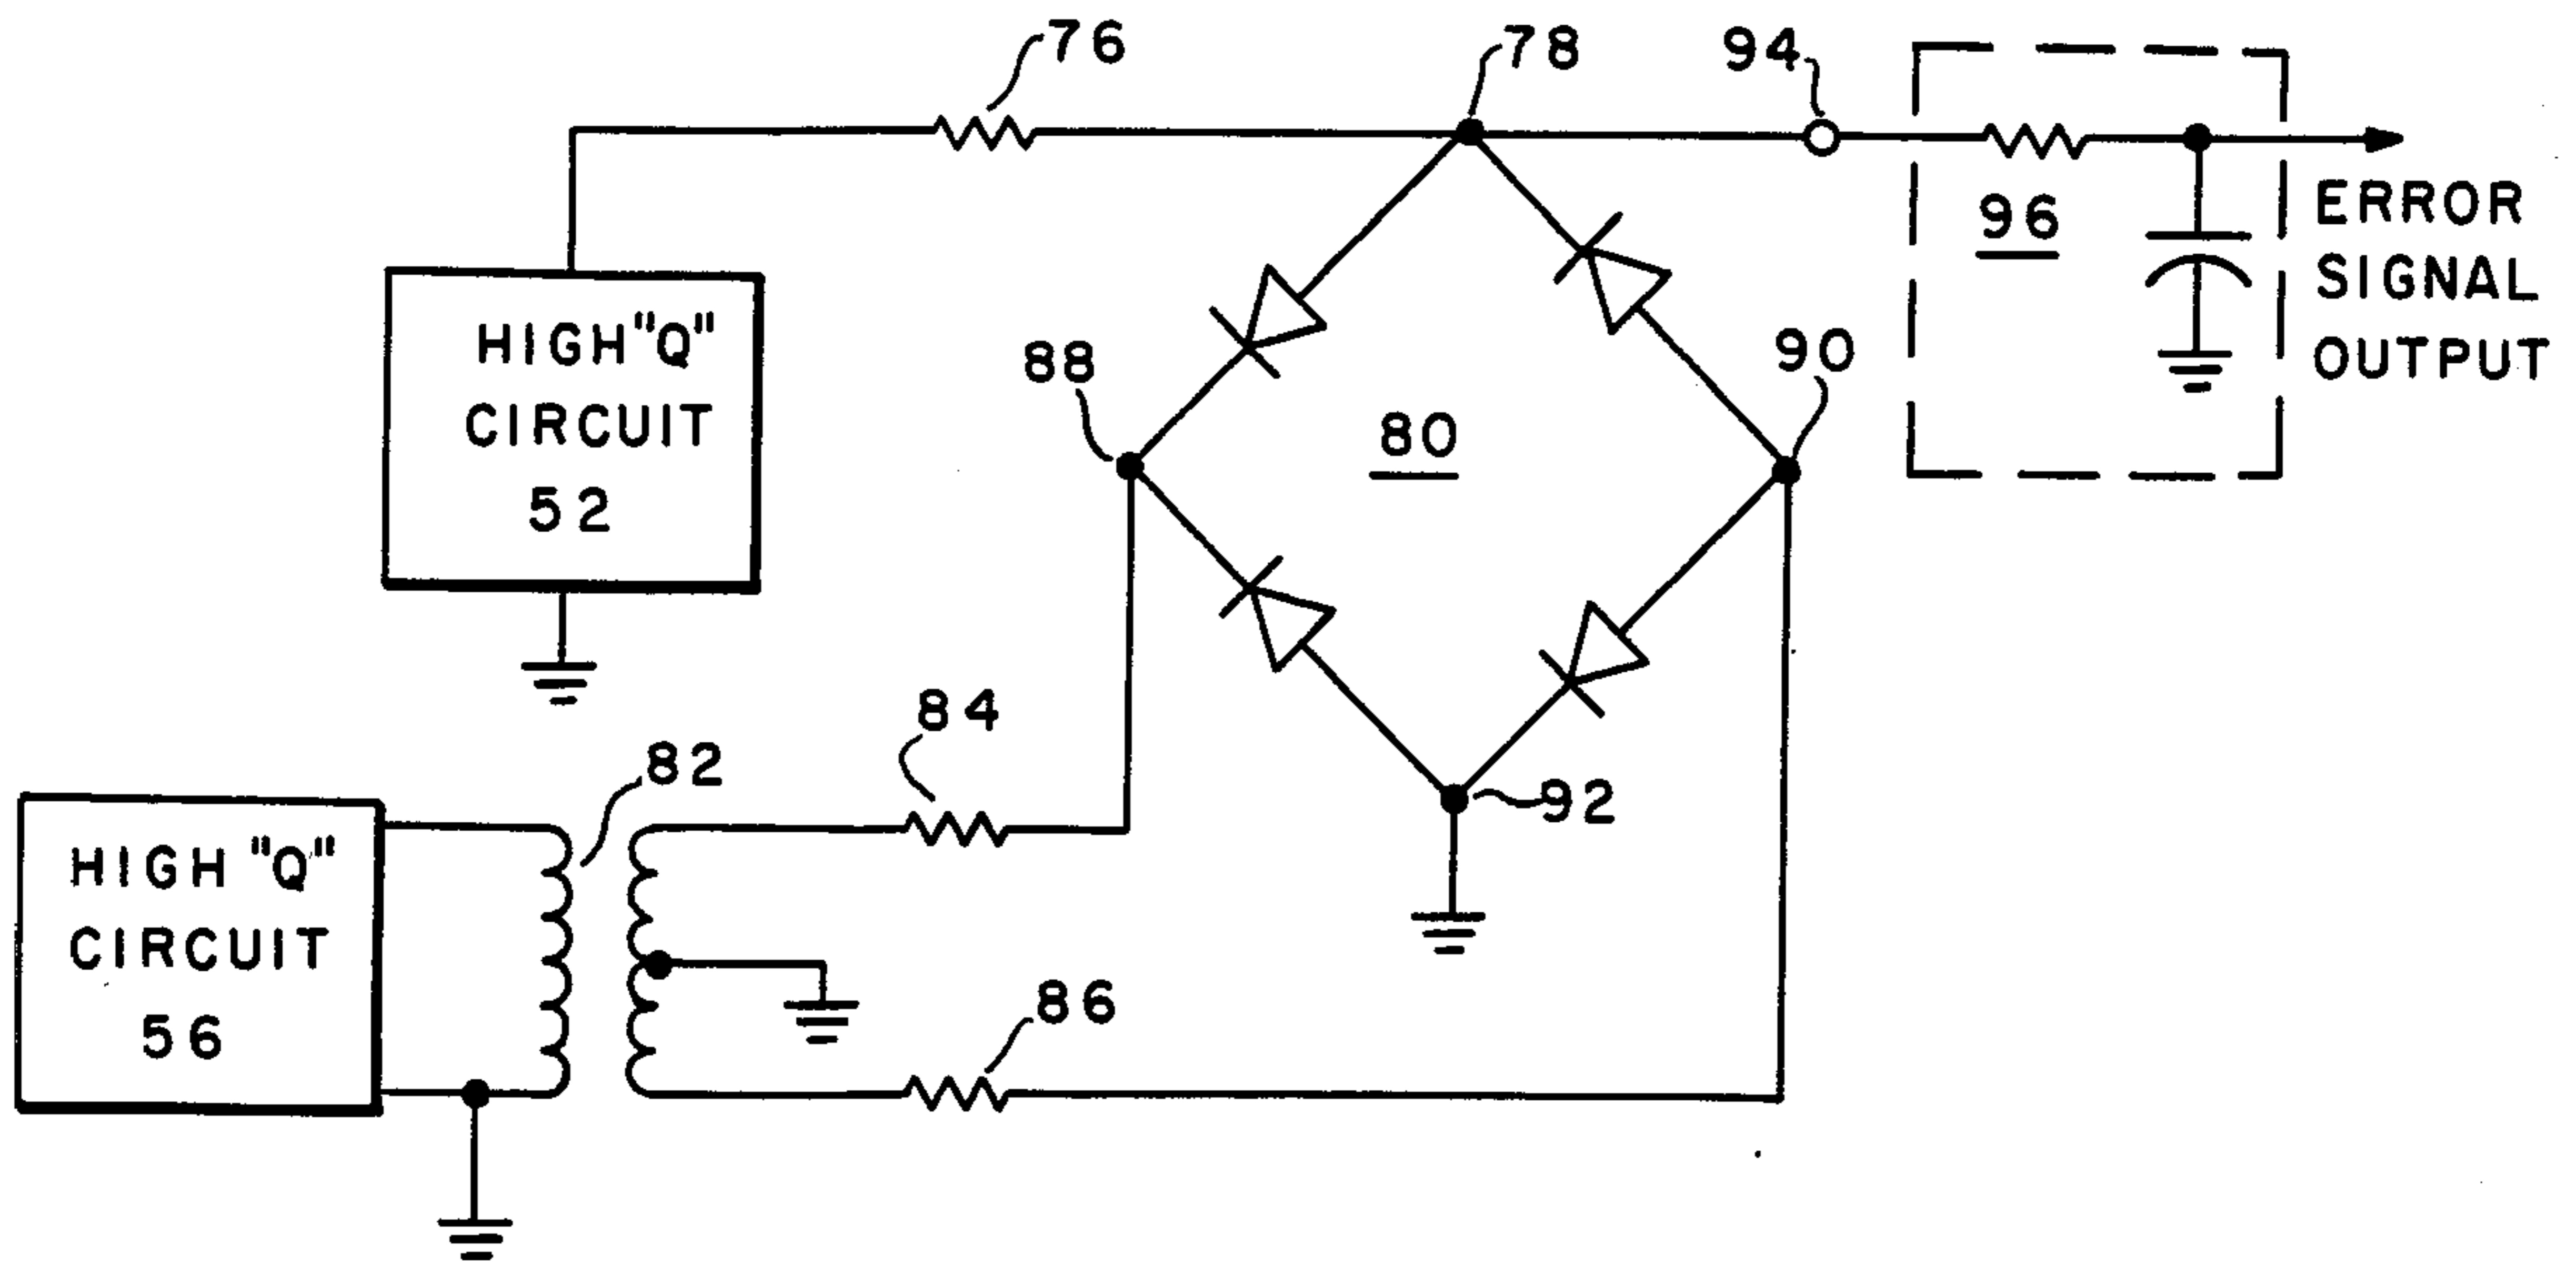 76
78
94
HIGH "Q"
CIRCUIT
52
88
80
90
96
ERROR
SIGNAL
OUTPUT
84
82
92
HIGH "Q"
CIRCUIT
56
86